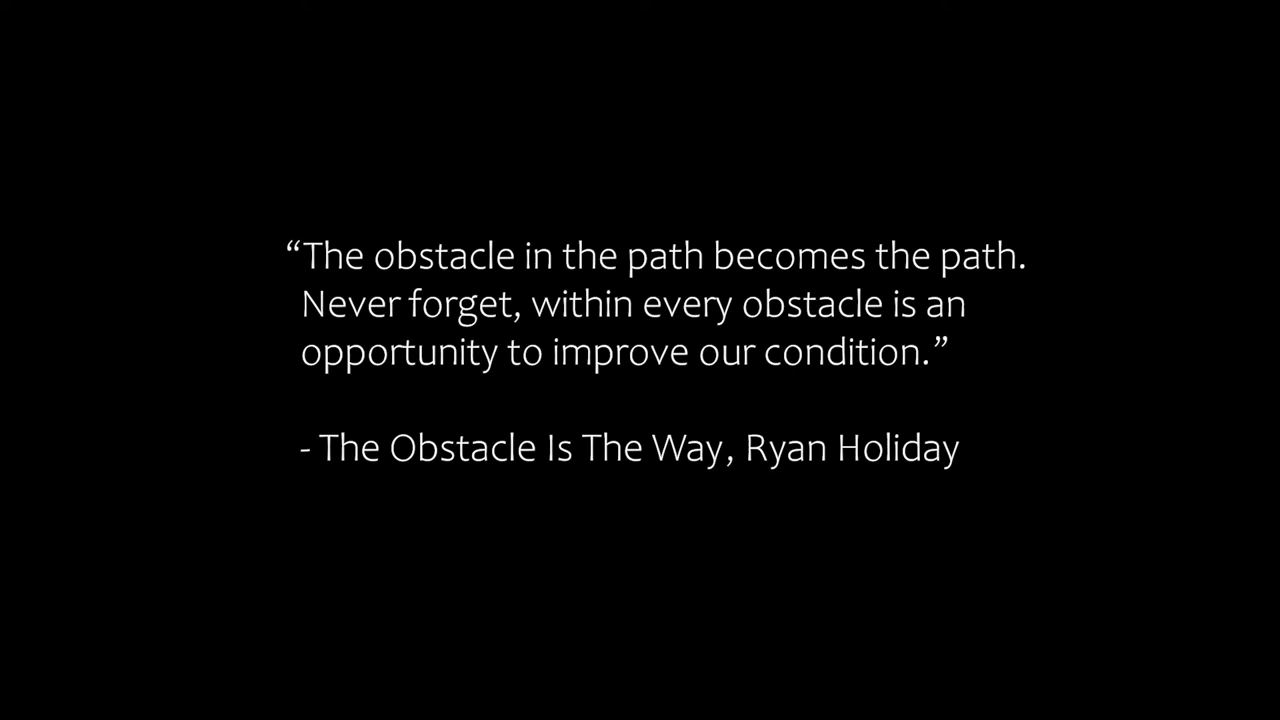 “The obstacle in the path becomes the path.
Never forget, within every obstacle is an
opportunity to improve our condition.”
- The Obstacle Is The Way, Ryan Holiday